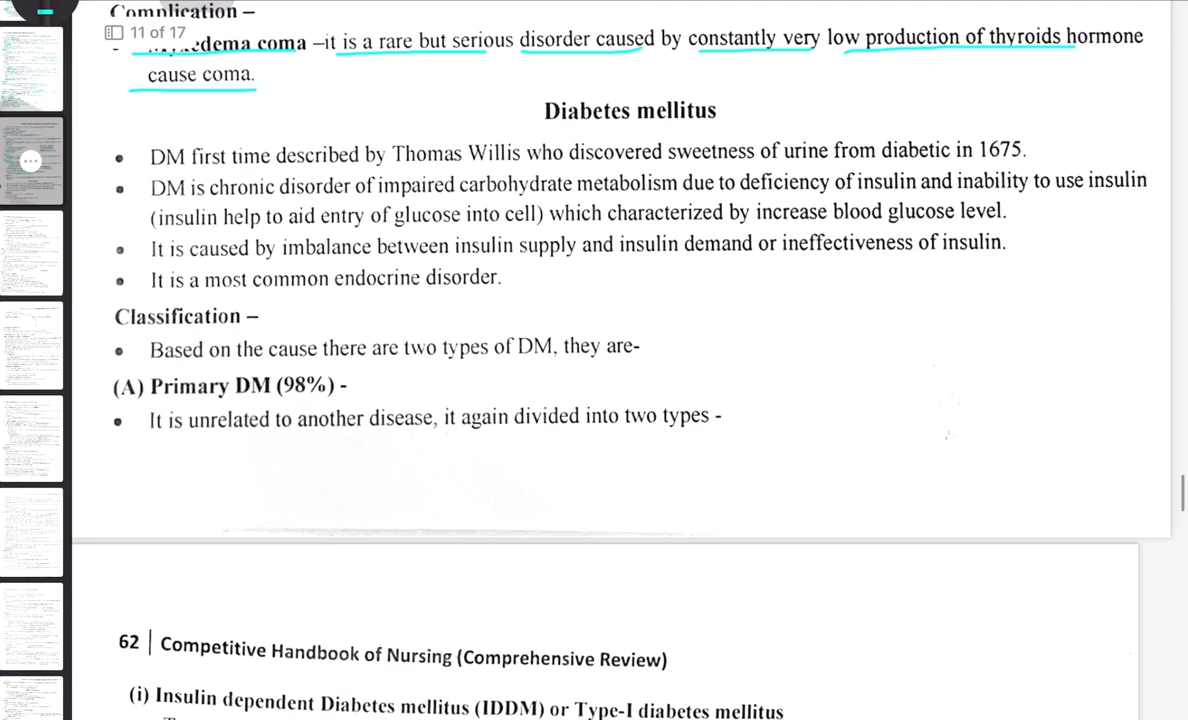 Complication –
11 of 17
edema coma –it is a rare but serious disorder caused by constantly very low production of thyroids hormone
cause coma.
Diabetes mellitus
• DM first time described by Thomas Willis who discovered sweetness of urine from diabetic in 1675.
• DM is chronic disorder of impaired carbohydrate metabolism due to deficiency of insulin and inability to use insulin
(insulin help to aid entry of glucose into cell) which characterized by increase blood glucose level.
• It is caused by imbalance between insulin supply and insulin demand or ineffectiveness of insulin.
• It is a most common endocrine disorder.
Classification –
• Based on the cause there are two types of DM, they are-
(A) Primary DM (98%) -
• It is unrelated to another disease, it again divided into two types -
62 | Competitive Handbook of Nursing (Comprehensive Review)
(i) Insulin dependent Diabetes mellitus (IDDM) or Type-I diabetes mellitus